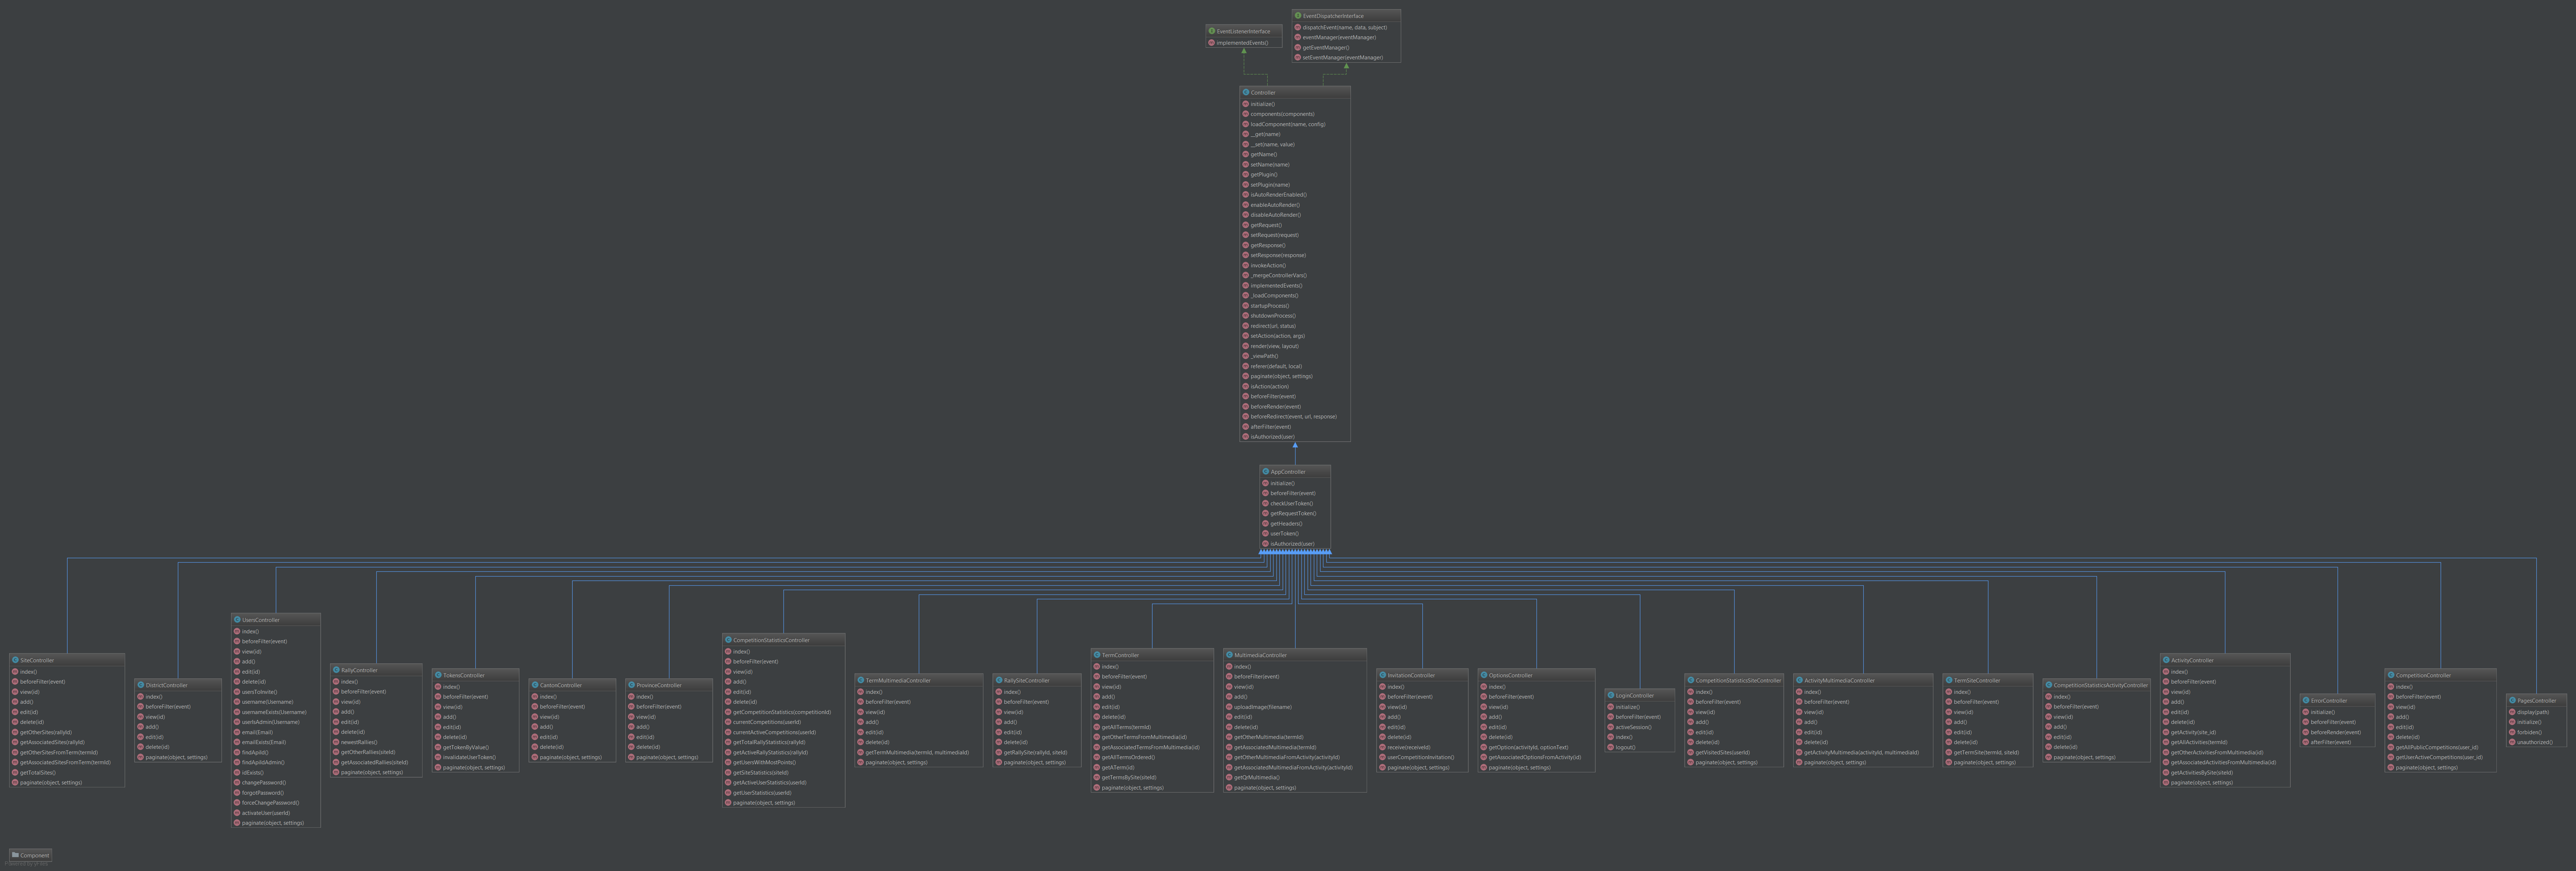 EventDispatcherInterface
dispatchEvent(name, data, subject)
eventManager(eventManager)
getEventManager()
setEventManager(eventManager)
EventListenerInterface
implementedEvents()
Controller
initialize()
components(components)
loadComponent(name, config)
__get(name)
__set(name, value)
getName()
setName(name)
getPlugin()
setPlugin(name)
isAutoRenderEnabled()
enableAutoRender()
disableAutoRender()
getRequest()
setRequest(request)
getResponse()
setResponse(response)
invokeAction()
_mergeControllerVars()
implementedEvents()
_loadComponents()
startupProcess()
shutdownProcess()
redirect(url, status)
setAction(action, args)
render(view, layout)
_viewPath()
referer(default, local)
paginate(object, settings)
isAction(action)
beforeFilter(event)
beforeRender(event)
beforeRedirect(event, url, response)
afterFilter(event)
isAuthorized(user)
AppController
initialize()
beforeFilter(event)
checkUserToken()
getRequestToken()
getHeaders()
userToken()
isAuthorized(user)
SiteController
index()
beforeFilter(event)
view(id)
add()
edit(id)
delete(id)
getOtherSites(rallyId)
getAssociatedSites(rallyId)
getOtherSitesFromTerm(termId)
getAssociatedSitesFromTerm(termId)
getTotalSites()
paginate(object, settings)
DistrictController
index()
beforeFilter(event)
view(id)
add()
edit(id)
delete(id)
paginate(object, settings)
UsersController
index()
beforeFilter(event)
view(id)
add()
edit(id)
delete(id)
usersToInvite()
username(Username)
usernameExists(Username)
userIsAdmin(Username)
email(Email)
emailExists(Email)
findApiId()
findApiIdAdmin()
idExists()
changePassword()
forgotPassword()
forceChangePassword()
activateUser(userId)
paginate(object, settings)
RallyController
index()
beforeFilter(event)
view(id)
add()
edit(id)
delete(id)
newestRallies()
getOtherRallies(siteId)
getAssociatedRallies(siteId)
paginate(object, settings)
TokensController
index()
beforeFilter(event)
view(id)
add()
edit(id)
delete(id)
getTokenByValue()
invalidateUserToken()
paginate(object, settings)
CantonController
index()
beforeFilter(event)
view(id)
add()
edit(id)
delete(id)
paginate(object, settings)
ProvinceController
index()
beforeFilter(event)
view(id)
add()
edit(id)
delete(id)
paginate(object, settings)
CompetitionStatisticsController
index()
beforeFilter(event)
view(id)
add()
edit(id)
delete(id)
getCompetitionStatistics(competitionId)
currentCompetitions(userId)
currentActiveCompetitions(userId)
getTotalRallyStatistics(rallyId)
getActiveRallyStatistics(rallyId)
getUsersWithMostPoints()
getSiteStatistics(siteId)
getActiveUserStatistics(userId)
getUserStatistics(userId)
paginate(object, settings)
TermMultimediaController
index()
beforeFilter(event)
view(id)
add()
edit(id)
delete(id)
getTermMultimedia(termId, multimediaId)
paginate(object, settings)
RallySiteController
index()
beforeFilter(event)
view(id)
add()
edit(id)
delete(id)
getRallySite(rallyId, siteId)
paginate(object, settings)
TermController
index()
beforeFilter(event)
view(id)
add()
edit(id)
delete(id)
getAllTerms(termId)
getOtherTermsFromMultimedia(id)
getAssociatedTermsFromMultimedia(id)
getAllTermsOrderd()
getATerm(id)
getTermsBySite(siteId)
paginate(object, settings)
MultimediaController
index()
beforeFilter(event)
view(id)
add()
uploadImage(filename)
edit(id)
delete(id)
getOtherMultimedia(termId)
getAssociatedMultimedia(termId)
getOtherMultimediaFromActivity(activityId)
getAssociatedMultimediaFromActivity(activityId)
getQrMultimedia()
paginate(object, settings)
InvitationController
index()
beforeFilter(event)
view(id)
add()
edit(id)
delete(id)
receive(receiveId)
userCompetitionInvitation()
paginate(object, settings)
OptionsController
index()
beforeFilter(event)
view(id)
add()
edit(id)
delete(id)
getOption(activityId, optionText)
getAssociatedOptionsFromActivity(id)
paginate(object, settings)
LoginController
initialize()
beforeFilter(event)
activeSession()
index()
logout()
CompetitionStatisticsSiteController
index()
beforeFilter(event)
view(id)
add()
edit(id)
delete(id)
getVisitedSites(userId)
paginate(object, settings)
ActivityMultimediaController
index()
beforeFilter(event)
view(id)
add()
edit(id)
delete(id)
getActivityMultimedia(activityId, multimediaId)
paginate(object, settings)
TermSiteController
index()
beforeFilter(event)
view(id)
add()
edit(id)
delete(id)
getTermSite(termId, siteId)
paginate(object, settings)
CompetitionStatisticsActivityController
index()
beforeFilter(event)
view(id)
add()
edit(id)
delete(id)
paginate(object, settings)
ActivityController
index()
beforeFilter(event)
view(id)
add()
edit(id)
delete(id)
getActivity(site_id)
getAllActivities(termId)
getOtherActivitiesFromMultimedia(id)
getAssociatedActivitiesFromMultimedia(id)
getActivitiesBySite(siteId)
paginate(object, settings)
ErrorController
initialize()
beforeFilter(event)
beforeRender(event)
afterFilter(event)
CompetitionController
index()
beforeFilter(event)
view(id)
add()
edit(id)
delete(id)
getAllPublicCompetitions(user_id)
getUserActiveCompetitions(user_id)
paginate(object, settings)
PagesController
display(path)
initialize()
forbiden()
unauthorized()
Component
Powered by yFiles